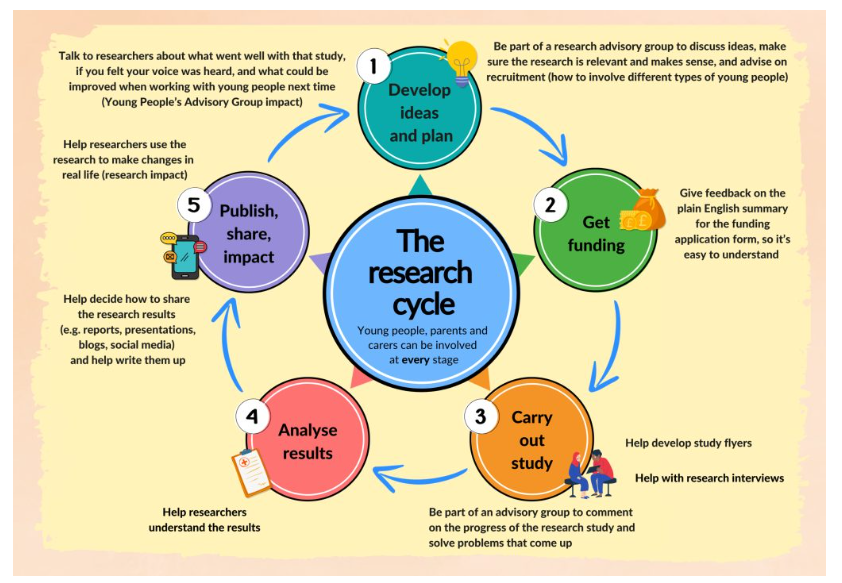 The
research
cycle
Young people, parents and
carers can be involved
at every stage
1
Develop
ideas
and plan
Be part of a research advisory group to discuss ideas, make
sure the research is relevant and makes sense, and advise on
recruitment (how to involve different types of young people)
2
Get
funding
Give feedback on the
plain English summary
for the funding
application form, so it's
easy to understand
3
Carry
out
study
Help develop study flyers
Help with research interviews
Be part of an advisory group to comment
on the progress of the research study and
solve problems that come up
4
Analyse
results
Help researchers
understand the results
5
Publish,
share,
impact
Help decide how to share
the research results
(e.g. reports, presentations,
blogs, social media)
and help write them up
Help researchers use the
research to make changes in
real life (research impact)
Talk to researchers about what went well with that study,
if you felt your voice was heard, and what could be
improved when working with young people next time
(Young People's Advisory Group impact)